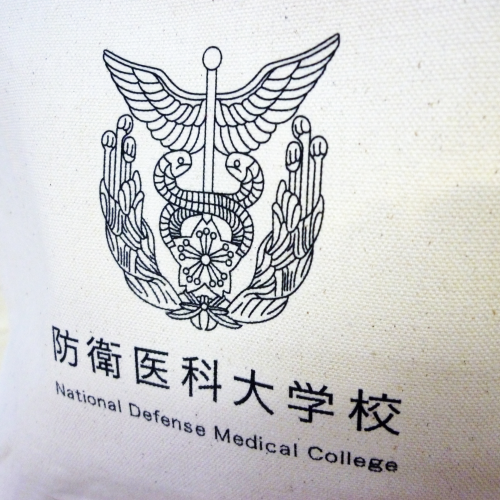 防衛医科大学校
National Defense Medical College